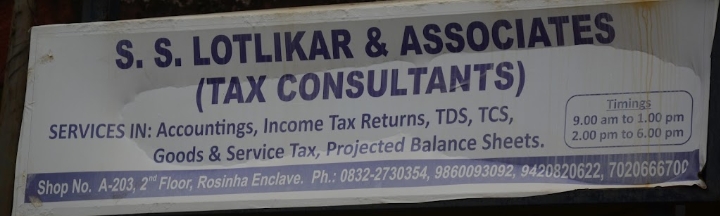 S. S. LOTLIKAR & ASSOCIATES
(TAX CONSULTANTS)
SERVICES IN: Accountings, Income Tax Returns, TDS, TCS,
Goods & Service Tax, Projected Balance Sheets.
Timings
9.00 am to 1.00 pm
2.00 pm to 6.00 pm
Shop No. A-203, 2nd Floor, Rosinha Enclave. Ph.: 0832-2730354, 9860093092, 9420820622,